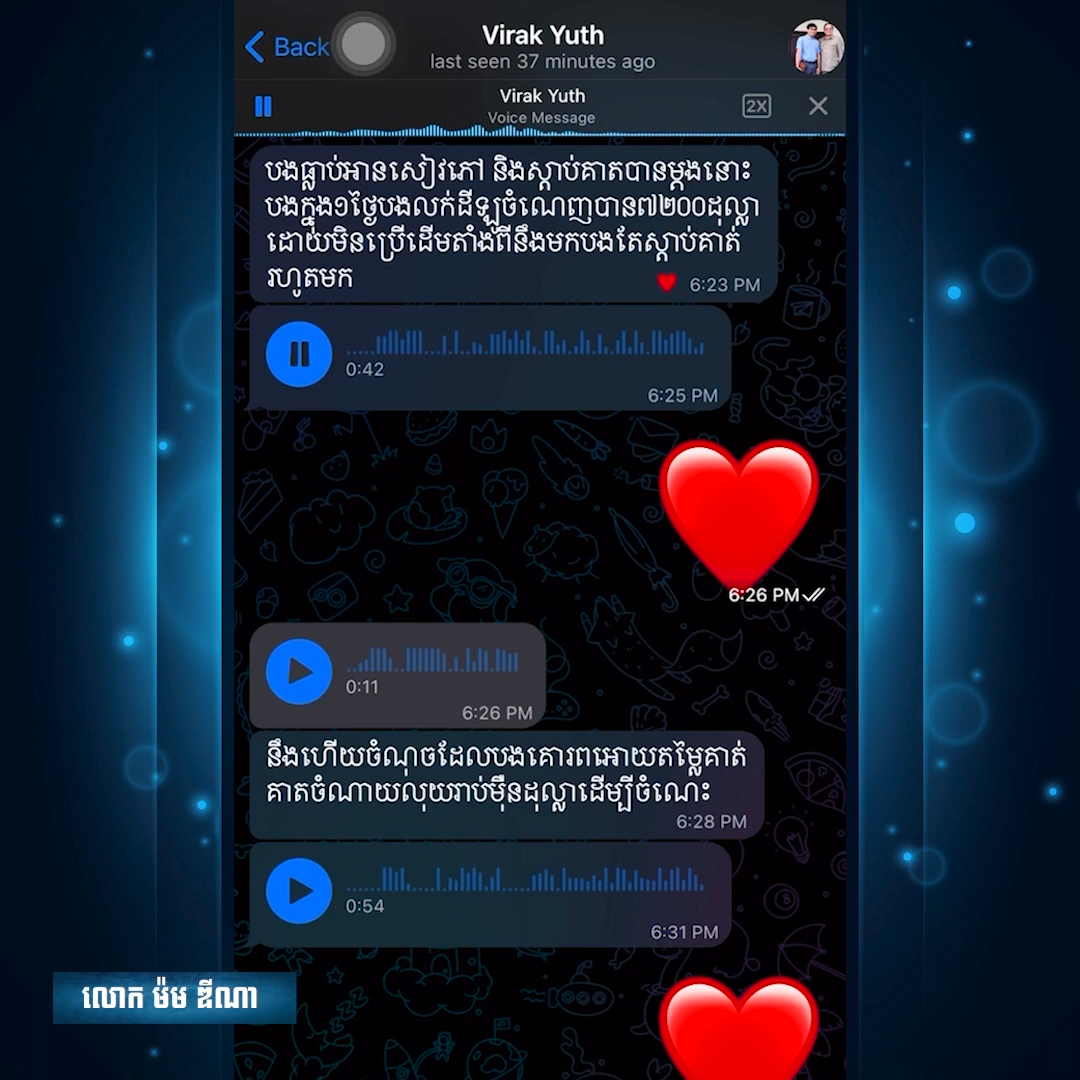 Back
Virak Yuth
last seen 37 minutes ago
Virak Yuth
Voice Message
2X
បងធ្លាប់អានសៀវភៅ និងស្តាប់គាតបានម្តងនោះ
បងក្នុង១ថ្ងៃបងលក់ដីឡូចំណេញបាន៧២០០ដុល្លា
ដោយមិនប្រើដើមតាំងពីនឹងមកបងតែស្តាប់គាត់
រហូតមក
6:23 PM
0:42
6:25 PM
6:26 PM
0:11
6:26 PM
នឹងហើយចំណុចដែលបងគោរពអោយតម្លៃគាត់
គាតចំណាយលុយរាប់ម៉ឺនដុល្លាដើម្បីចំណេះ
6:28 PM
0:54
6:31 PM
លោក ម៉ម ឌីណា